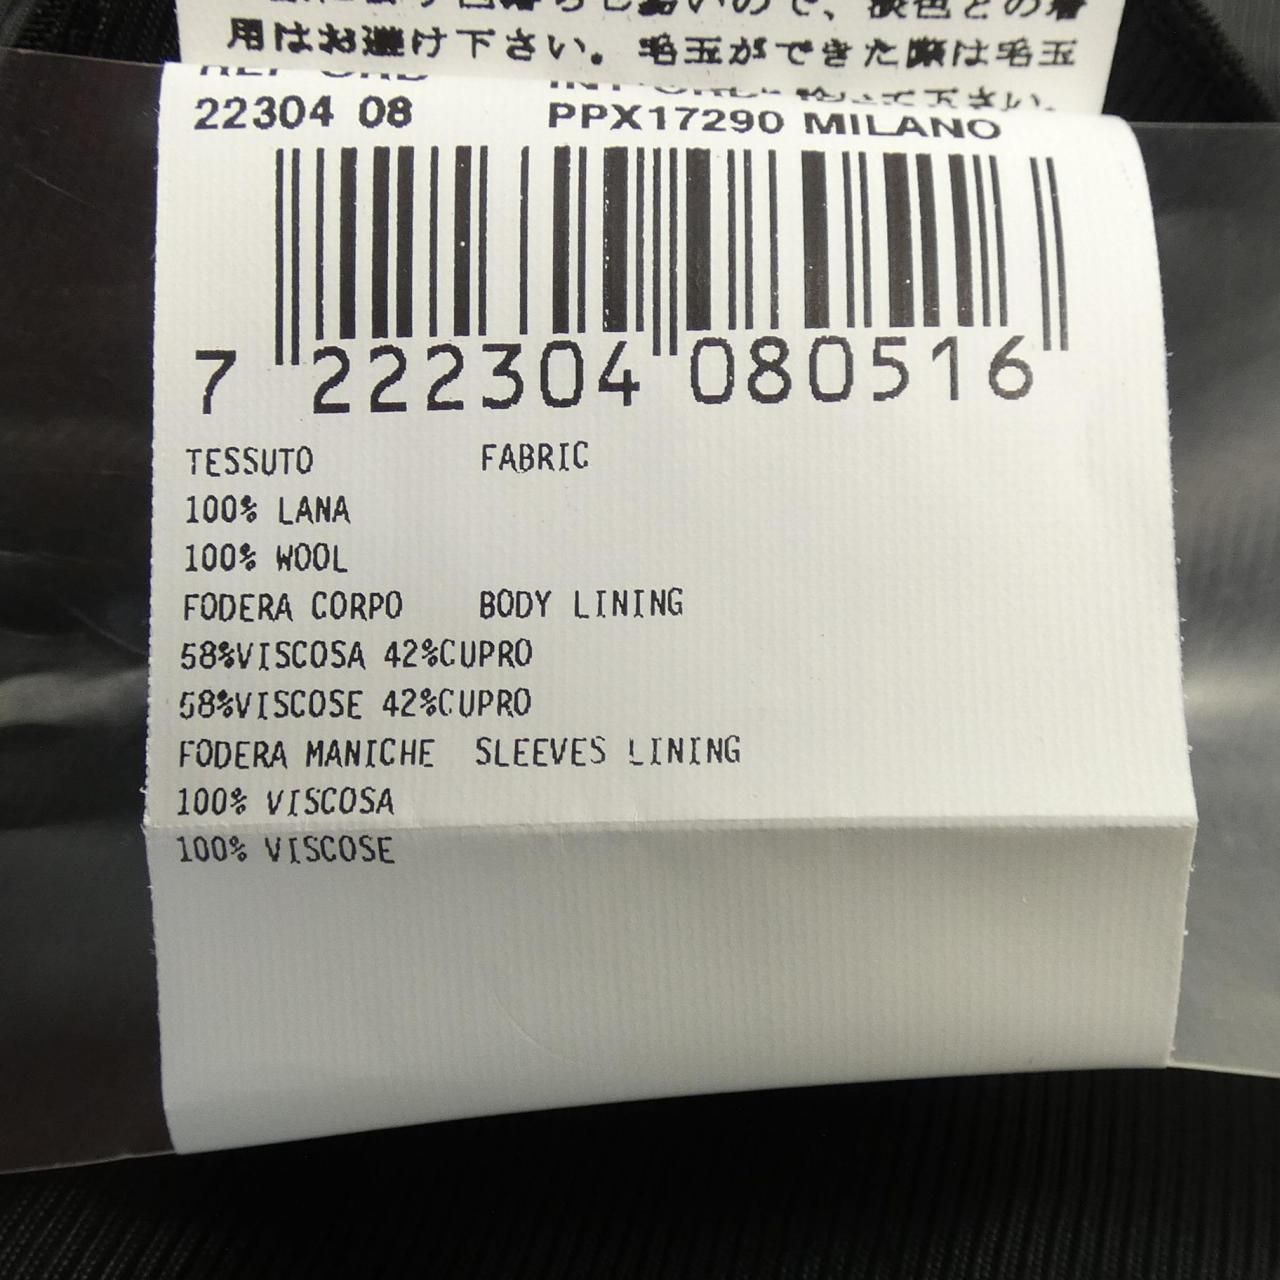 用はお避け下さい。毛玉ができた際は毛玉
22304 08 PPX17290 MILANO
7 222304 080516
TESSUTO FABRIC
100% LANA
100% WOOL
FODERA CORPO BODY LINING
58%VISCOSA 42%CUPRO
58%VISCOSE 42%CUPRO
FODERA MANICHE SLEEVES LINING
100% VISCOSA
100% VISCOSE